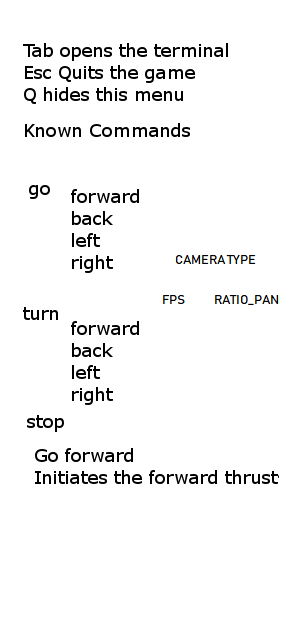 Tab opens the terminal
Esc Quits the game
Q hides this menu
Known Commands
go
forward
back
left
right
CAMERATYPE
FPS RATIO_PAN
turn
forward
back
left
right
stop
Go forward
Initiates the forward thrust